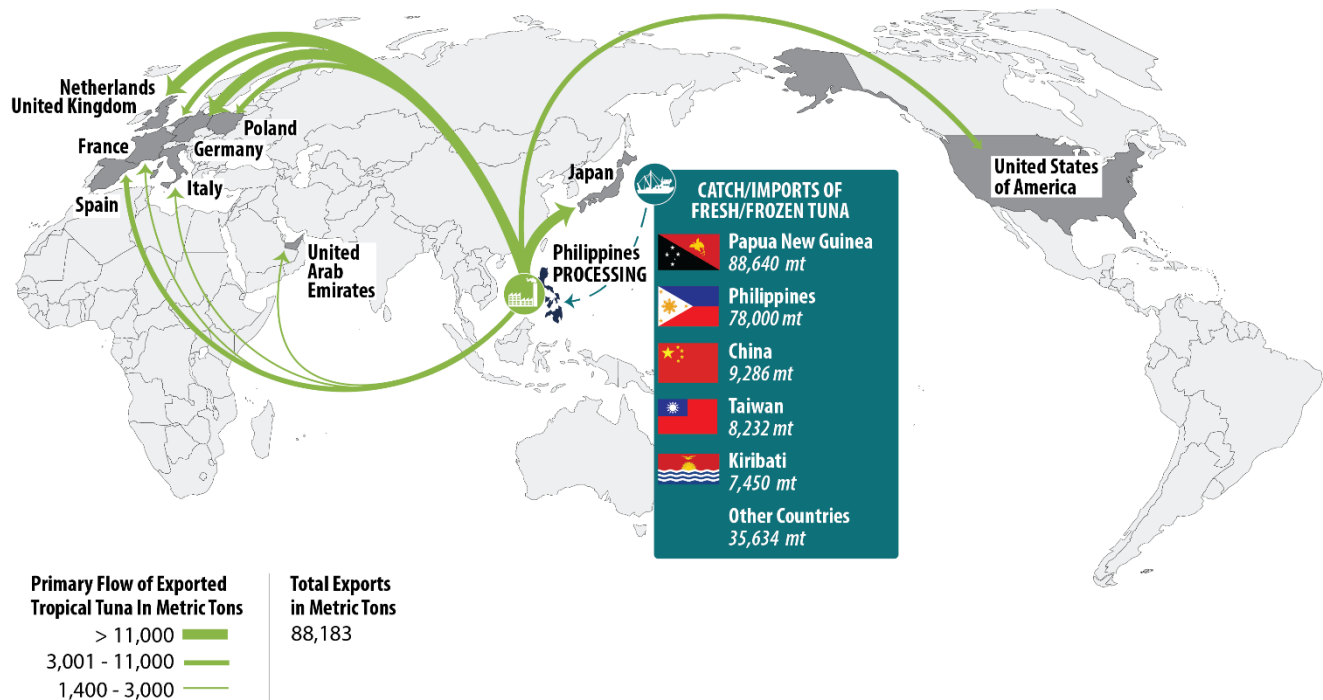 Netherlands
United Kingdom
France
Poland
Germany
Spain
Italy
United
Arab
Emirates
Japan
Philippines
PROCESSING
United States
of America
CATCH/IMPORTS OF
FRESH/FROZEN TUNA
Papua New Guinea
88,640 mt
Philippines
78,000 mt
China
9,286 mt
Taiwan
8,232 mt
Kiribati
7,450 mt
Other Countries
35,634 mt
Primary Flow of Exported
Tropical Tuna In Metric Tons
> 11,000
3,001 - 11,000
1,400 - 3,000
Total Exports
in Metric Tons
88,183